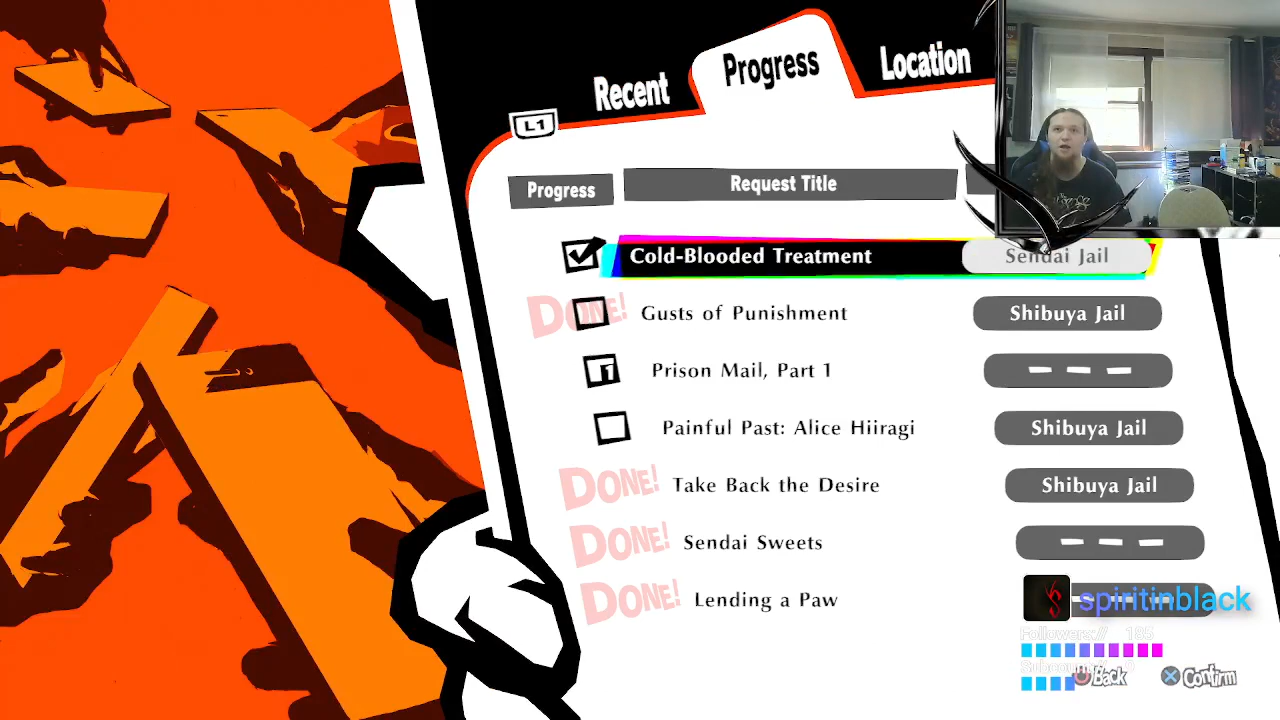 Recent Progress Location
L1
Progress Request Title
Cold-Blooded Treatment Sendai Jail
DONE! Gusts of Punishment Shibuya Jail
1 Prison Mail, Part 1
Painful Past: Alice Hiiragi Shibuya Jail
DONE! Take Back the Desire Shibuya Jail
DONE! Sendai Sweets
DONE! Lending a Paw
spiritinblack
Followers:// 185
Back Confirm